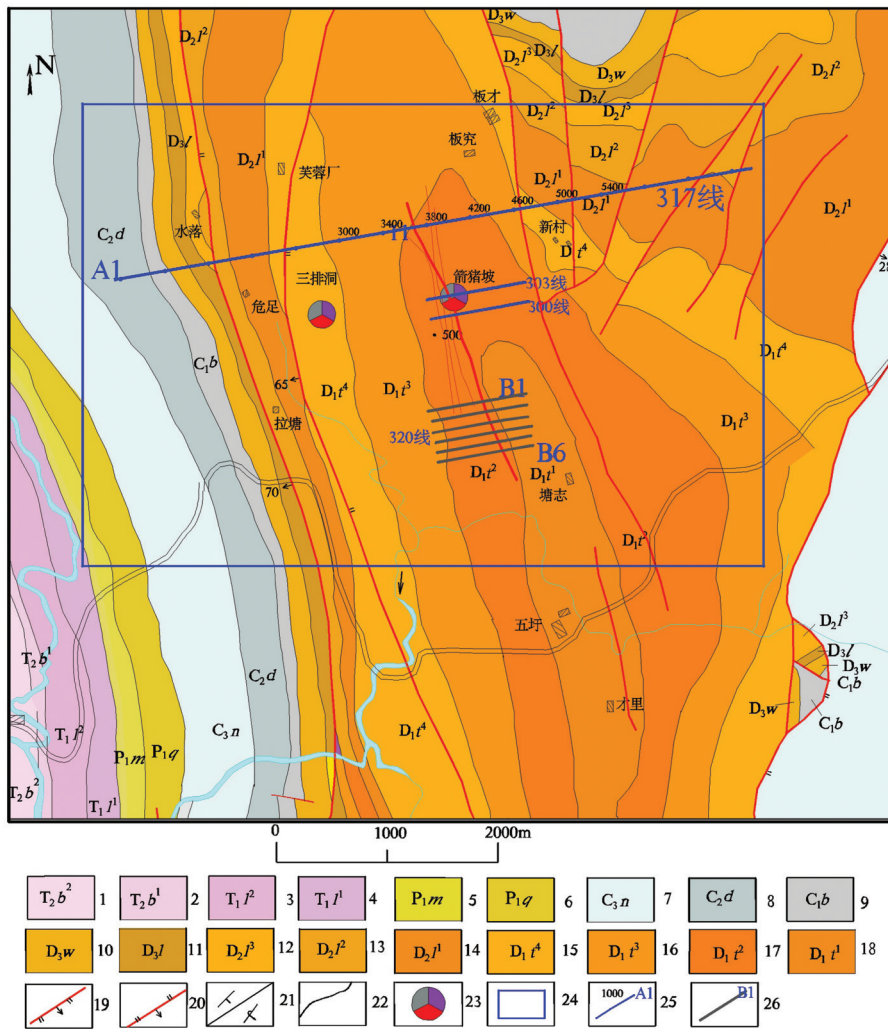 N
D₂l²
D₃w
D₂l³ D₃l
D₃w
D₃l
D₂l³
D₂l²
D₂l²
D₂l²
板才
板究
D₃l
D₂l¹
芙蓉厂
D₂l¹
5400
5000
4600
4200
3800
3400
3000
D₂l¹
317线
D₂l¹
水落
C₂d
新村
D t⁴
A1
三排洞
箭猪坡
303线
300线
28
危足
500
C₁b
D₁t⁴
65
D₁t⁴
D₁t³
B1
D₁t³
拉塘
320线
B6
D₁t¹
70
D₁t²
塘志
D₁t²
五圩
D₂l³
D₃l
D₃w
C₁b
T₂b¹
C₂d
才里
D₃w
C₁b
C₃n
T₁l²
P₁m
P₁q
D₁t⁴
T₂b²
T₁l¹
0 1000 2000m
T₂b² 1 T₂b¹ 2 T₁l² 3 T₁l¹ 4 P₁m 5 P₁q 6 C₃n 7 C₂d 8 C₁b 9
D₃w 10 D₃l 11 D₂l³ 12 D₂l² 13 D₂l¹ 14 D₁t⁴ 15 D₁t³ 16 D₁t² 17 D₁t¹ 18
19 20 21 22 23 24 1000 A1 25 B1 26